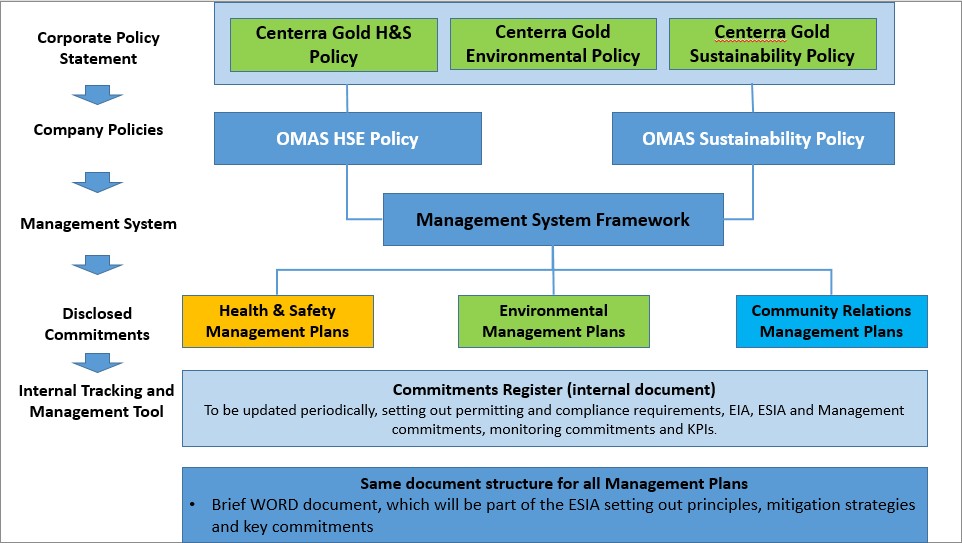 Corporate Policy
Statement
Centerra Gold H&S
Policy
Centerra Gold
Environmental Policy
Centerra Gold
Sustainability Policy
Company Policies
OMAS HSE Policy
OMAS Sustainability Policy
Management System
Management System Framework
Disclosed
Commitments
Health & Safety
Management Plans
Environmental
Management Plans
Community Relations
Management Plans
Internal Tracking and
Management Tool
Commitments Register (internal document)
To be updated periodically, setting out permitting and compliance requirements, EIA, ESIA and Management
commitments, monitoring commitments and KPIs.
Same document structure for all Management Plans
• Brief WORD document, which will be part of the ESIA setting out principles, mitigation strategies
and key commitments